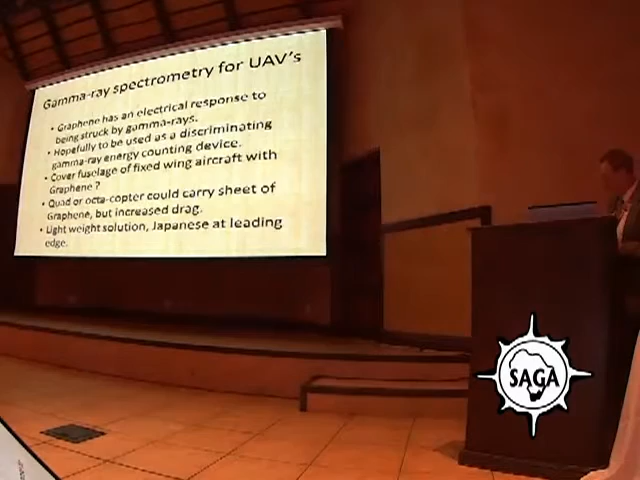 Gamma-ray spectrometry for UAV's
• Graphene has an electrical response to
being struck by gamma-rays.
• Hopefully to be used as a discriminating
gamma-ray energy counting device.
• Cover fuselage of fixed wing aircraft with
Graphene ?
• Quad or octa-copter could carry sheet of
Graphene, but increased drag.
• Light weight solution, Japanese at leading
edge.
SAGA